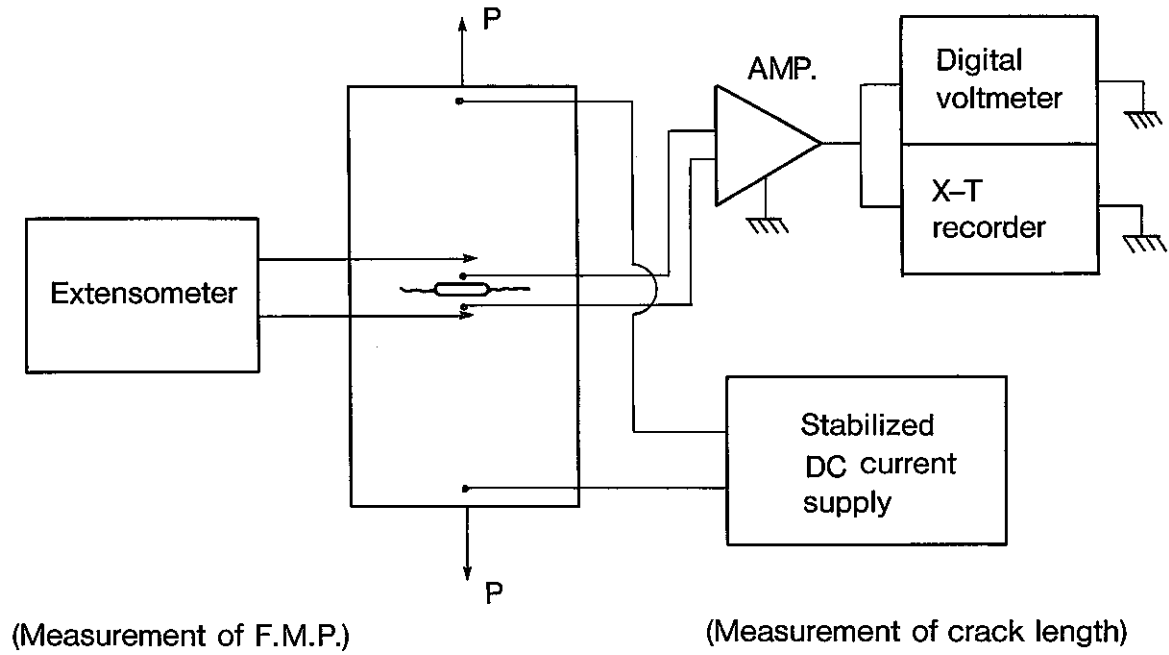 P
AMP.
Digital
voltmeter
X–T
recorder
Extensometer
Stabilized
DC current
supply
P
(Measurement of F.M.P.)
(Measurement of crack length)